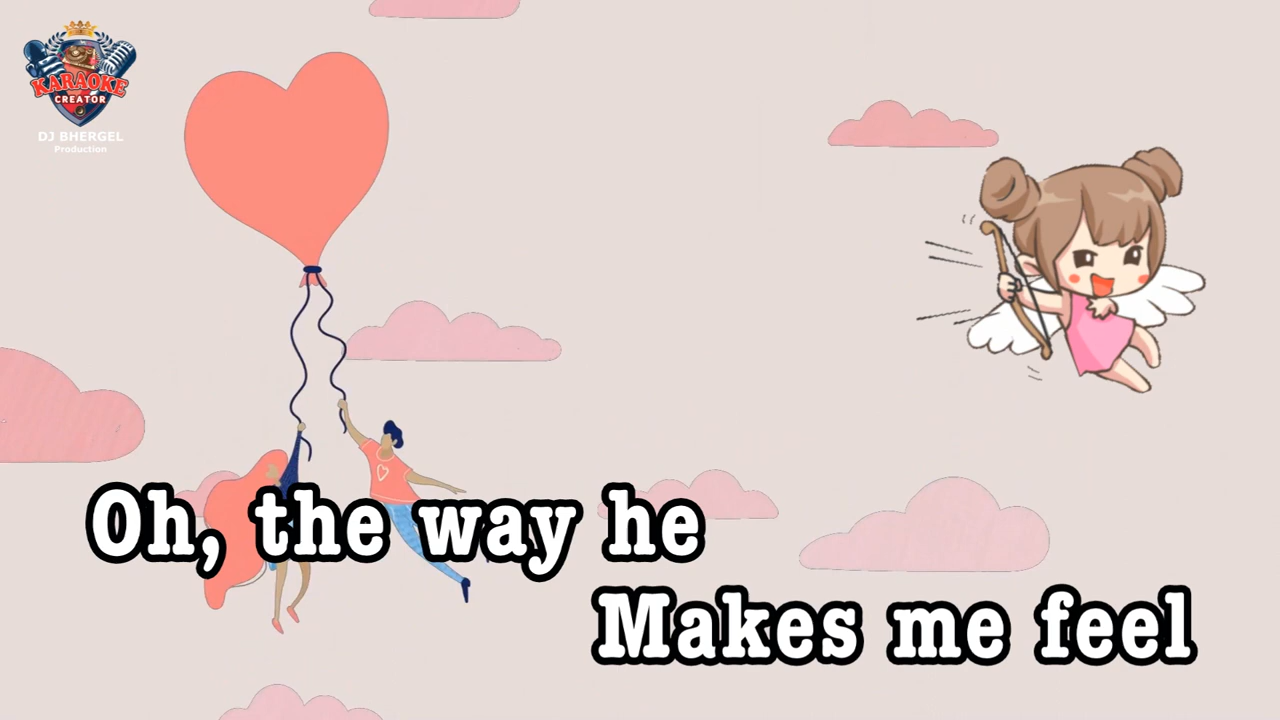 KARAOKE
CREATOR
DJ BHERGEL
Production
Oh, the way he
Makes me feel